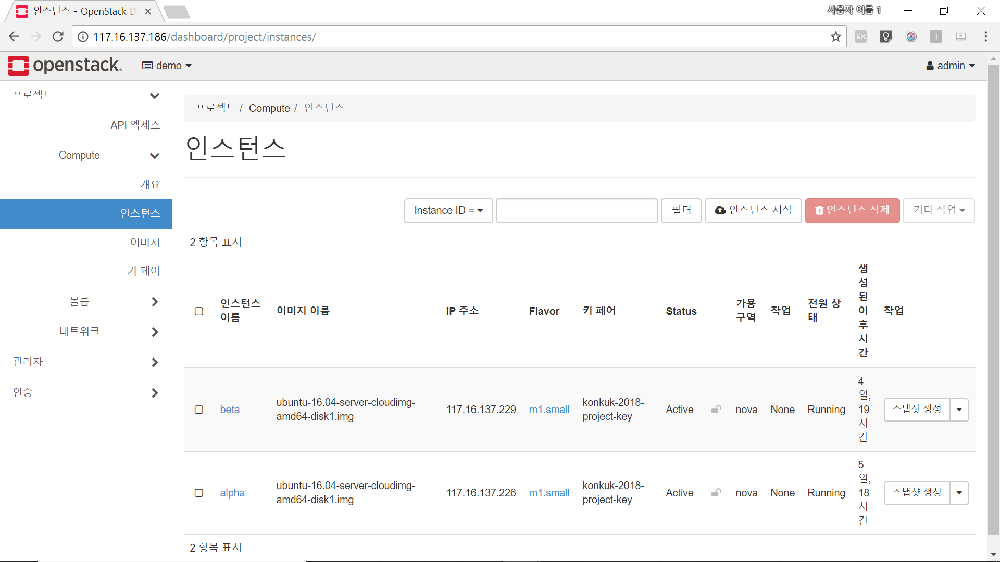 인스턴스 - OpenStack D
사용자 이름 1
117.16.137.186/dashboard/project/instances/
EX
openstack.
demo
admin
프로젝트
API 엑세스
Compute
개요
인스턴스
이미지
키 페어
볼륨
네트워크
관리자
인증
프로젝트 / Compute / 인스턴스
인스턴스
Instance ID =
필터
인스턴스 시작
인스턴스 삭제
기타 작업
2 항목 표시
인스턴스
이름
이미지 이름
IP 주소
Flavor
키 페어
Status
가용
구역
작업
전원 상
태
생
성
된
이
후
시
간
작업
beta
ubuntu-16.04-server-cloudimg-
amd64-disk1.img
117.16.137.229
m1.small
konkuk-2018-
project-key
Active
nova
None
Running
4
일,
19
시
간
스냅샷 생성
alpha
ubuntu-16.04-server-cloudimg-
amd64-disk1.img
117.16.137.226
m1.small
konkuk-2018-
project-key
Active
nova
None
Running
5
일,
18
시
간
스냅샷 생성
2 항목 표시